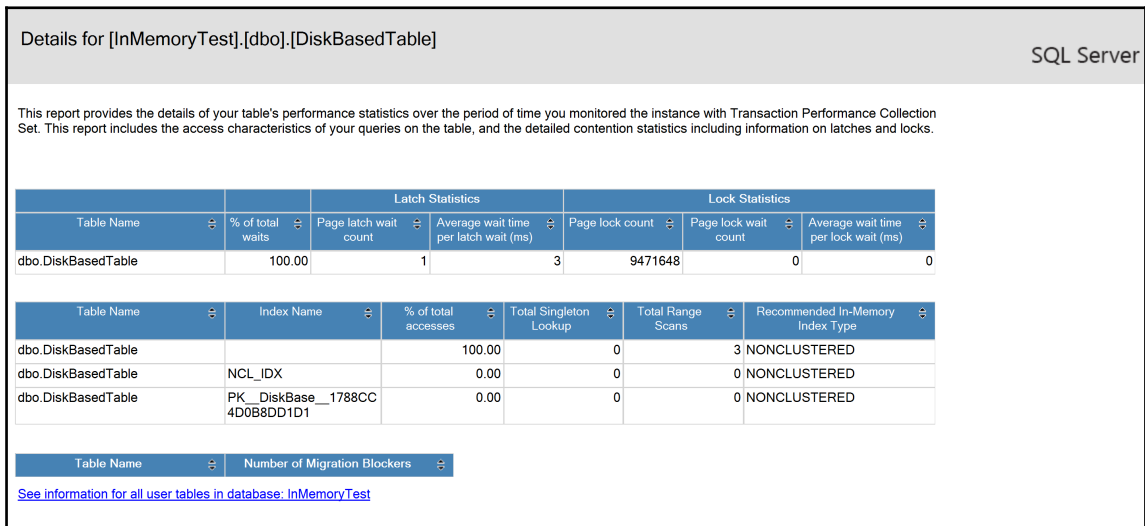 Details for [InMemoryTest].[dbo].[DiskBasedTable]
SQL Server
This report provides the details of your table's performance statistics over the period of time you monitored the instance with Transaction Performance Collection
Set. This report includes the access characteristics of your queries on the table, and the detailed contention statistics including information on latches and locks.
Latch Statistics Lock Statistics
Table Name % of total waits Page latch wait count Average wait time per latch wait (ms) Page lock count Page lock wait count Average wait time per lock wait (ms)
dbo.DiskBasedTable 100.00 1 3 9471648 0 0
Table Name Index Name % of total accesses Total Singleton Lookup Total Range Scans Recommended In-Memory Index Type
dbo.DiskBasedTable 100.00 0 3 NONCLUSTERED
dbo.DiskBasedTable NCL_IDX 0.00 0 0 NONCLUSTERED
dbo.DiskBasedTable PK__DiskBase__1788CC 0.00 0 0 NONCLUSTERED
4D0B8DD1D1
Table Name Number of Migration Blockers
See information for all user tables in database: InMemoryTest